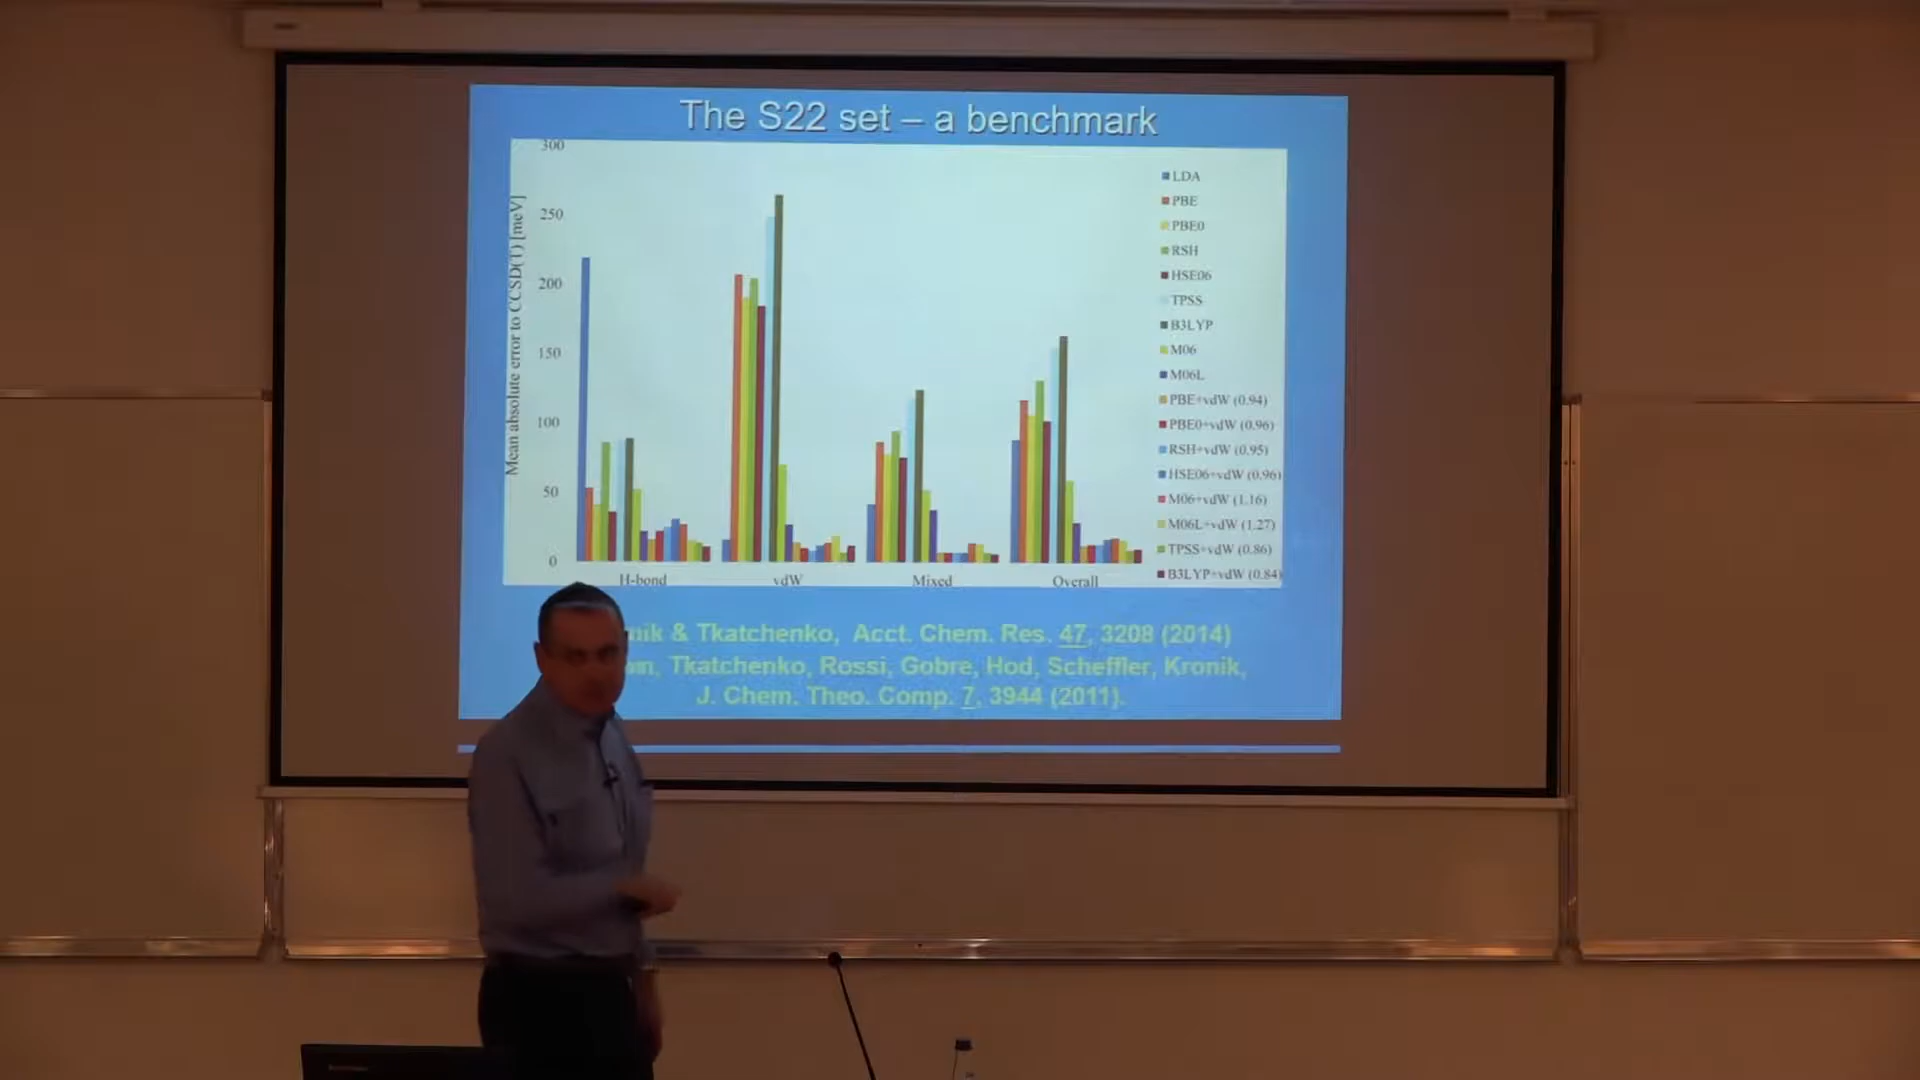 The S22 set – a benchmark
Mean absolute error to CCSD(T) [meV]
300
250
200
150
100
50
0
H-bond
vdW
Mixed
Overall
LDA
PBE
PBE0
RSH
HSE06
TPSS
B3LYP
M06
M06L
PBE+vdW (0.94)
PBE0+vdW (0.96)
RSH+vdW (0.95)
HSE06+vdW (0.96)
M06+vdW (1.16)
M06L+vdW (1.27)
TPSS+vdW (0.86)
B3LYP+vdW (0.84)
nik & Tkatchenko, Acct. Chem. Res. 47, 3208 (2014)
Tkatchenko, Rossi, Gobre, Hod, Scheffler, Kronik,
J. Chem. Theo. Comp. 7, 3944 (2011).